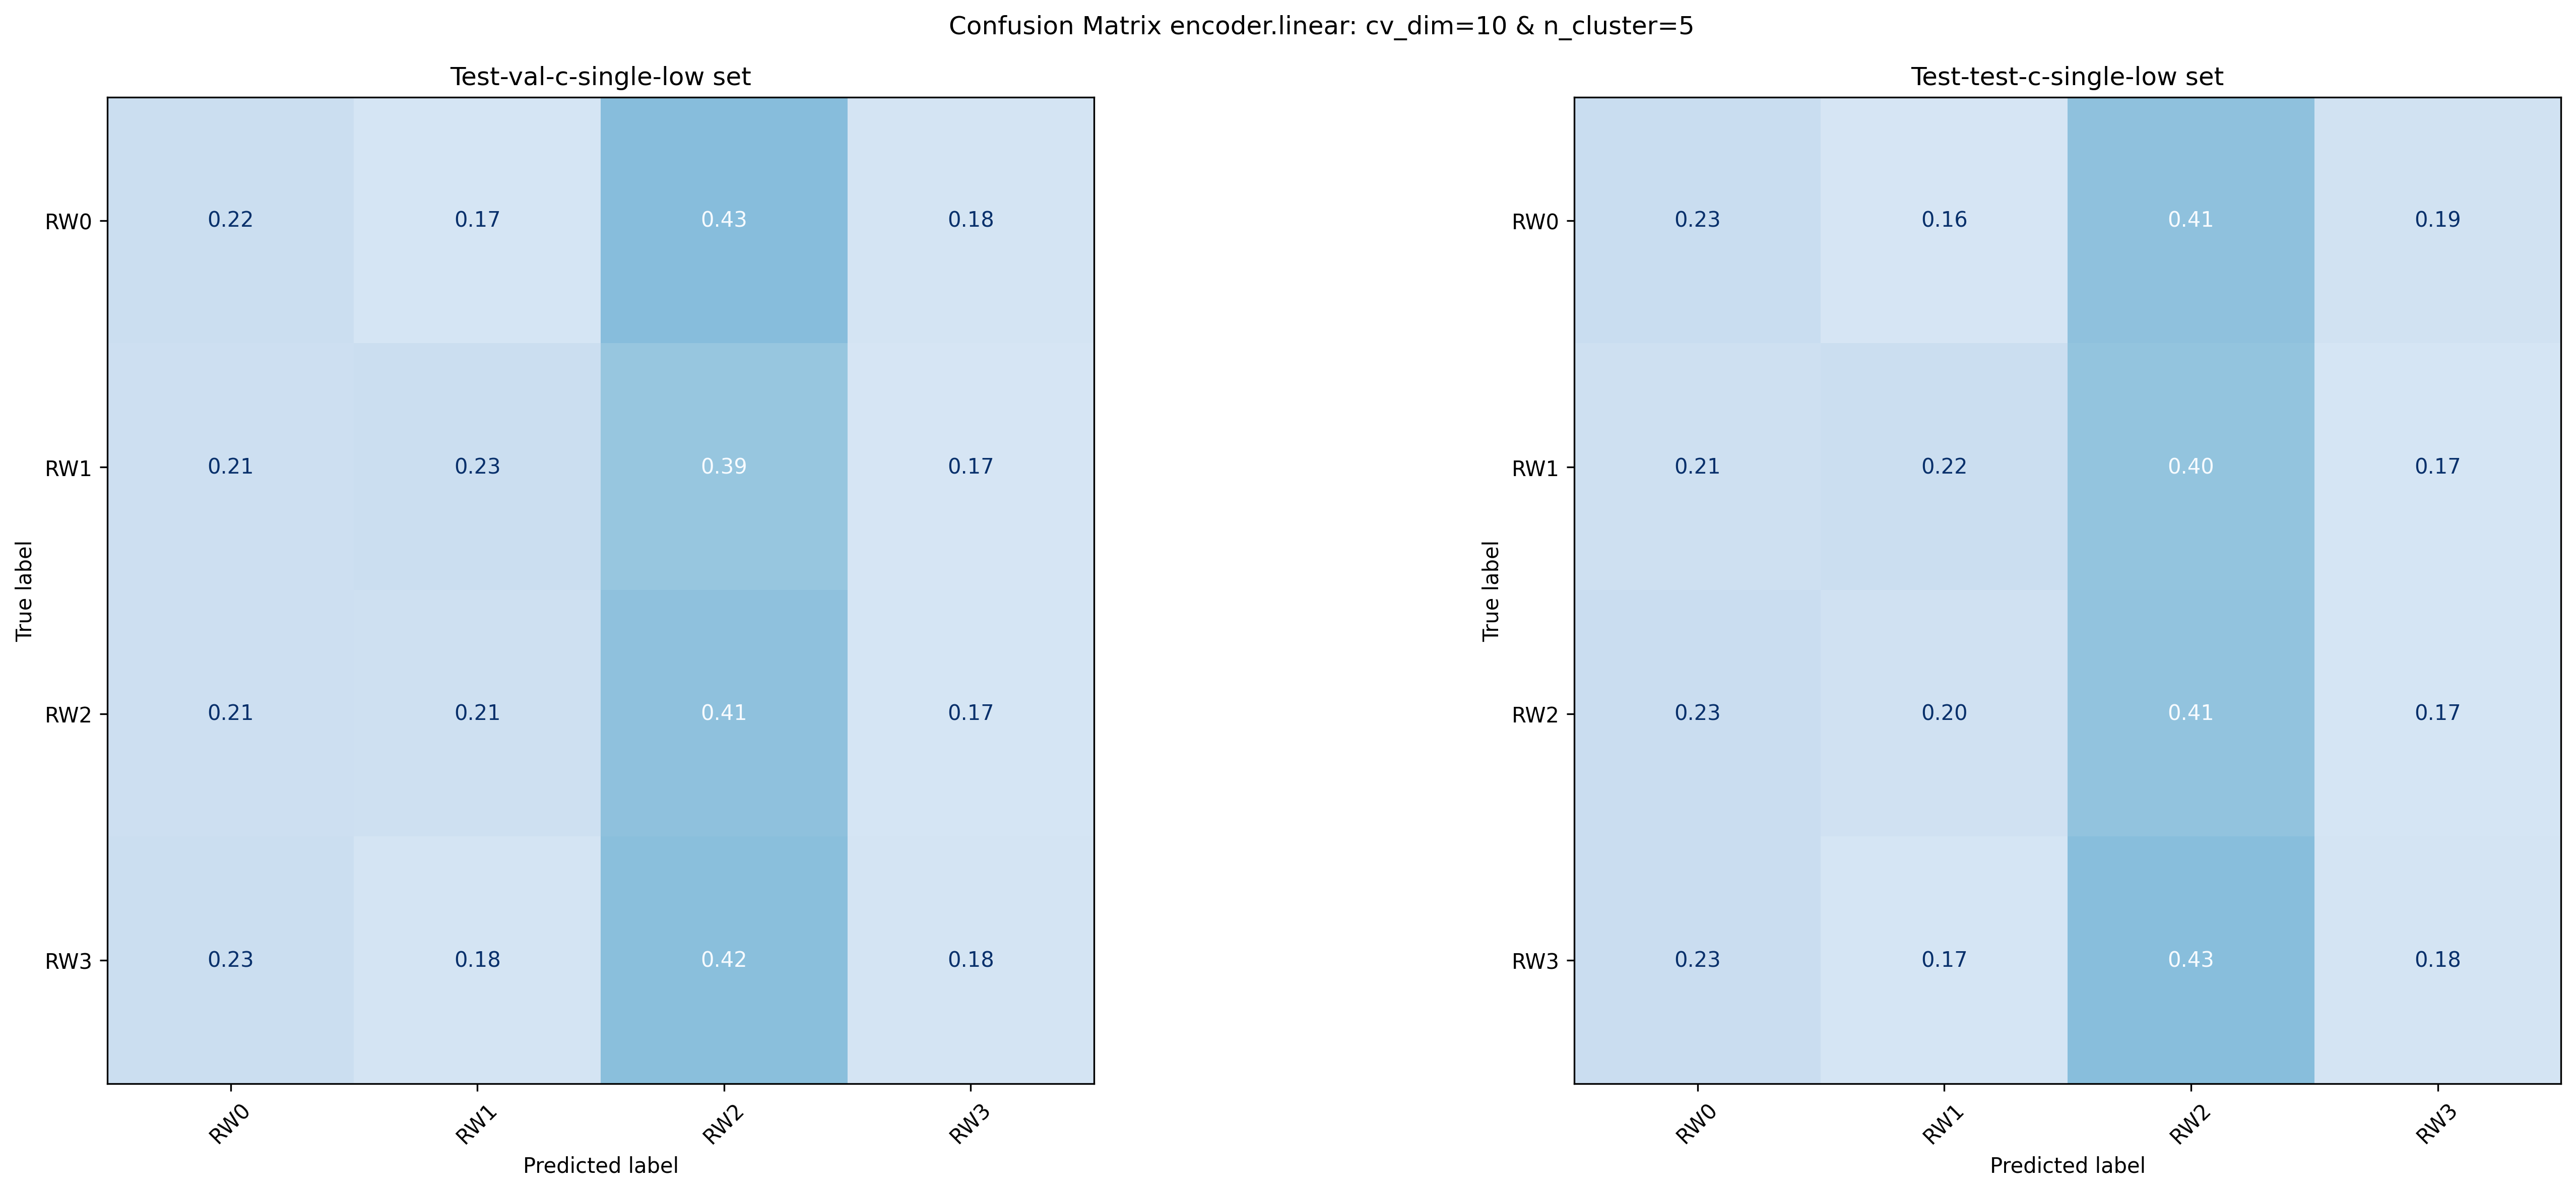 Confusion Matrix encoder.linear: cv_dim=10 & n_cluster=5
Test-val-c-single-low set
True label
RW0 0.22 0.17 0.43 0.18
RW1 0.21 0.23 0.39 0.17
RW2 0.21 0.21 0.41 0.17
RW3 0.23 0.18 0.42 0.18
RW0 RW1 RW2 RW3
Predicted label
Test-test-c-single-low set
True label
RW0 0.23 0.16 0.41 0.19
RW1 0.21 0.22 0.40 0.17
RW2 0.23 0.20 0.41 0.17
RW3 0.23 0.17 0.43 0.18
RW0 RW1 RW2 RW3
Predicted label